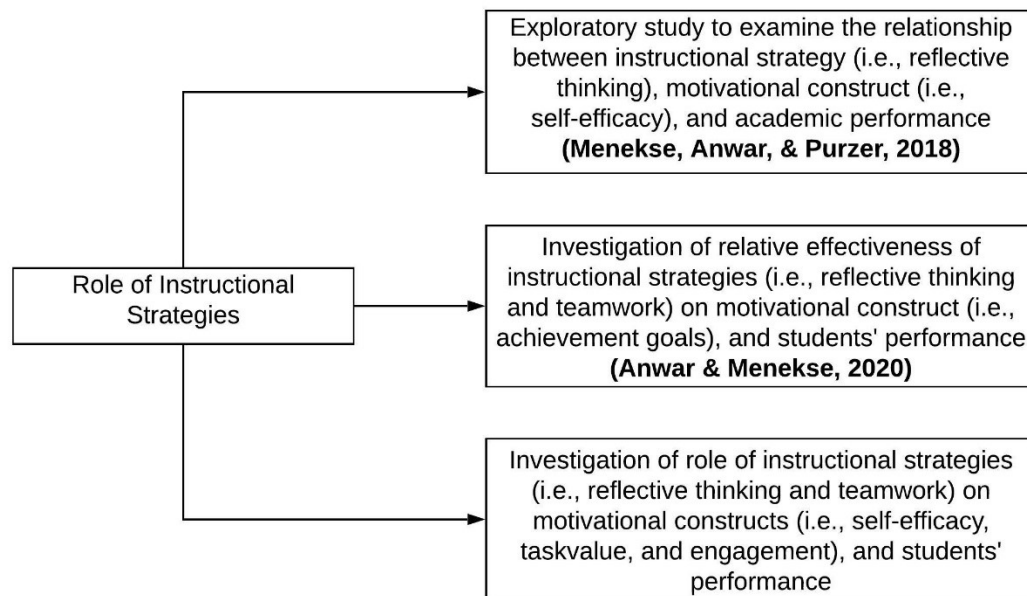 Exploratory study to examine the relationship
between instructional strategy (i.e., reflective
thinking), motivational construct (i.e.,
self-efficacy), and academic performance
(Menekse, Anwar, & Purzer, 2018)
Role of Instructional
Strategies
Investigation of relative effectiveness of
instructional strategies (i.e., reflective thinking
and teamwork) on motivational construct (i.e.,
achievement goals), and students' performance
(Anwar & Menekse, 2020)
Investigation of role of instructional strategies
(i.e., reflective thinking and teamwork) on
motivational constructs (i.e., self-efficacy,
taskvalue, and engagement), and students'
performance